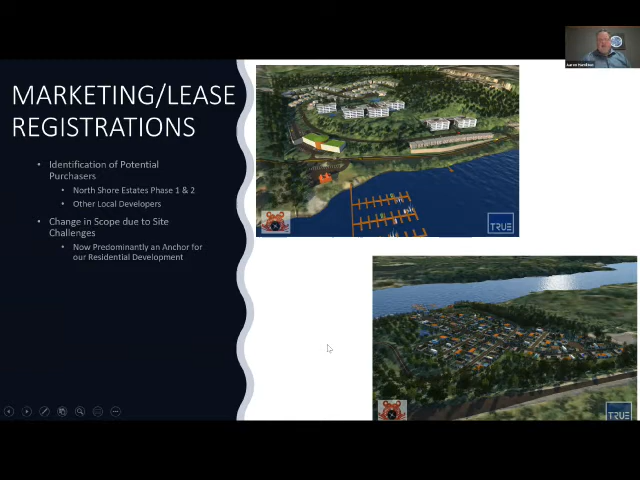 MARKETING/LEASE
REGISTRATIONS
• Identification of Potential
Purchasers
• North Shore Estates Phase 1 & 2
• Other Local Developers
• Change in Scope due to Site
Challenges
• Now Predominantly an Anchor for
our Residential Development
TRUE
TRUE